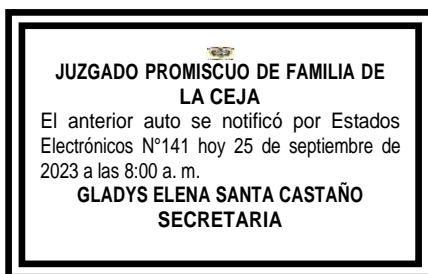 JUZGADO PROMISCUO DE FAMILIA DE
LA CEJA
El anterior auto se notificó por Estados
Electrónicos N°141 hoy 25 de septiembre de
2023 a las 8:00 a. m.
GLADYS ELENA SANTA CASTAÑO
SECRETARIA